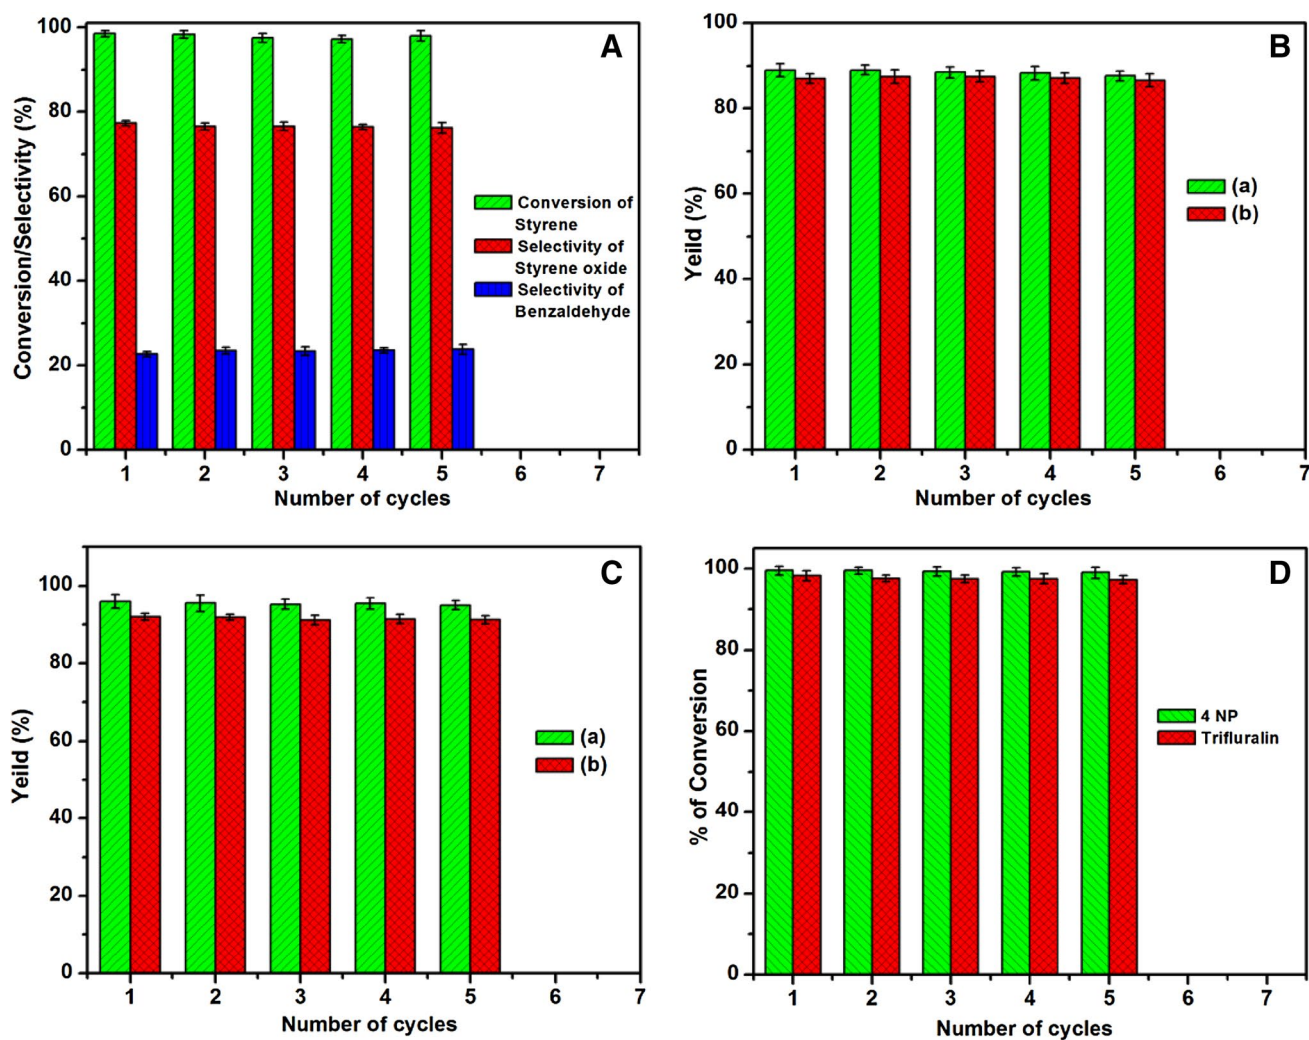 A
100
80
60
40
20
0
Conversion/Selectivity (%)
Conversion of
Styrene
Selectivity of
Styrene oxide
Selectivity of
Benzaldehyde
1 2 3 4 5 6 7
Number of cycles
B
100
80
60
40
20
0
Yeild (%)
(a)
(b)
1 2 3 4 5 6 7
Number of cycles
C
100
80
60
40
20
0
Yeild (%)
(a)
(b)
1 2 3 4 5 6 7
Number of cycles
D
100
80
60
40
20
0
% of Conversion
4 NP
Trifluralin
1 2 3 4 5 6 7
Number of cycles